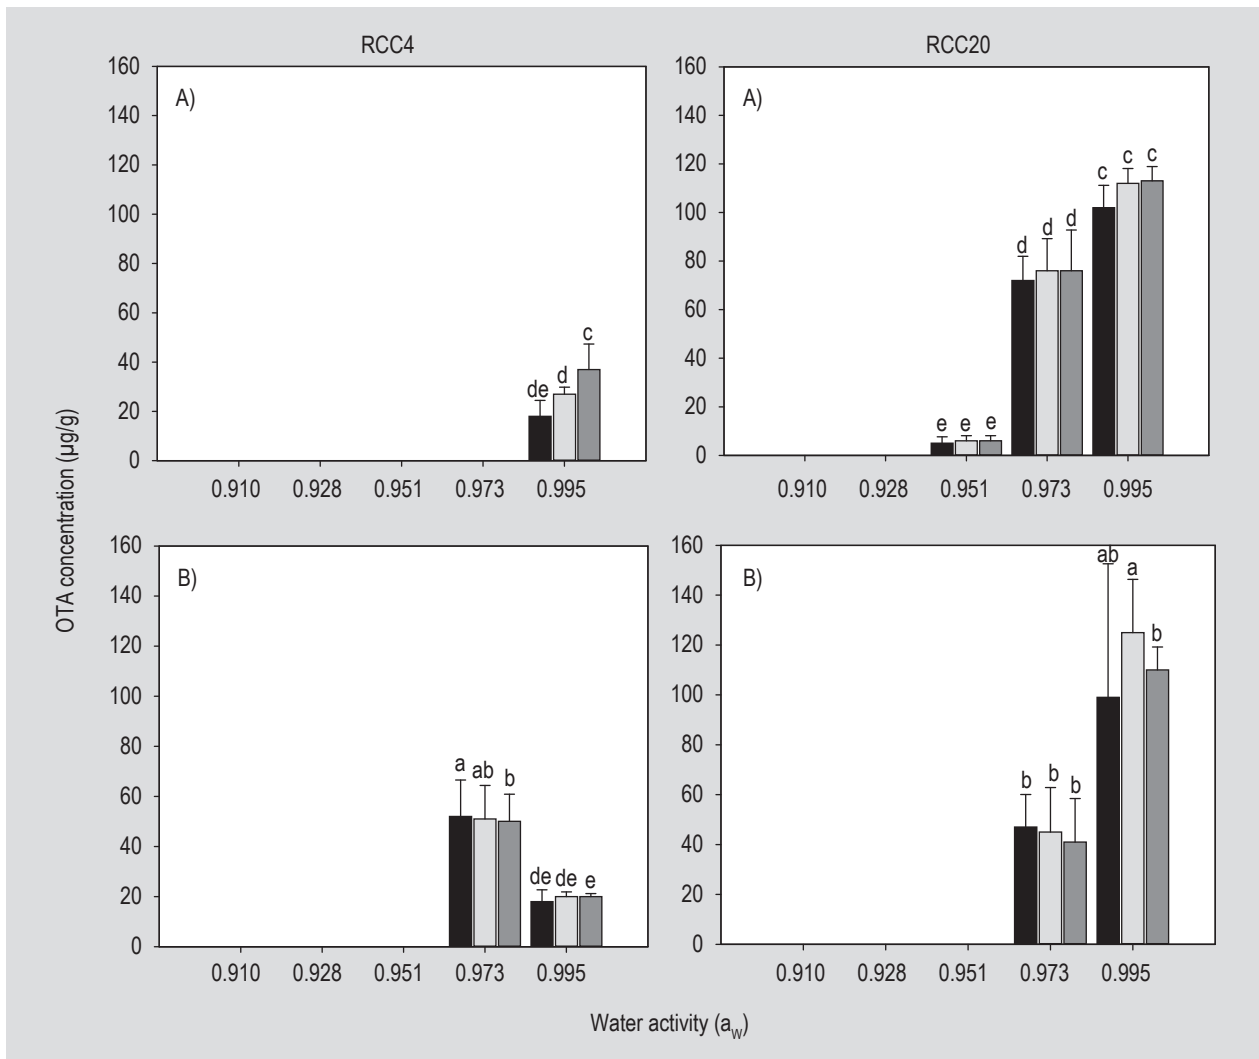 RCC4
RCC20
160
140
120
100
80
60
40
20
0
A)
de
d
c
0.910
0.928
0.951
0.973
0.995
160
140
120
100
80
60
40
20
0
A)
e
e
e
d
d
d
c
c
c
0.910
0.928
0.951
0.973
0.995
OTA concentration (µg/g)
160
140
120
100
80
60
40
20
0
B)
a
ab
b
de
de
e
0.910
0.928
0.951
0.973
0.995
160
140
120
100
80
60
40
20
0
B)
b
b
b
ab
a
b
0.910
0.928
0.951
0.973
0.995
Water activity (aw)